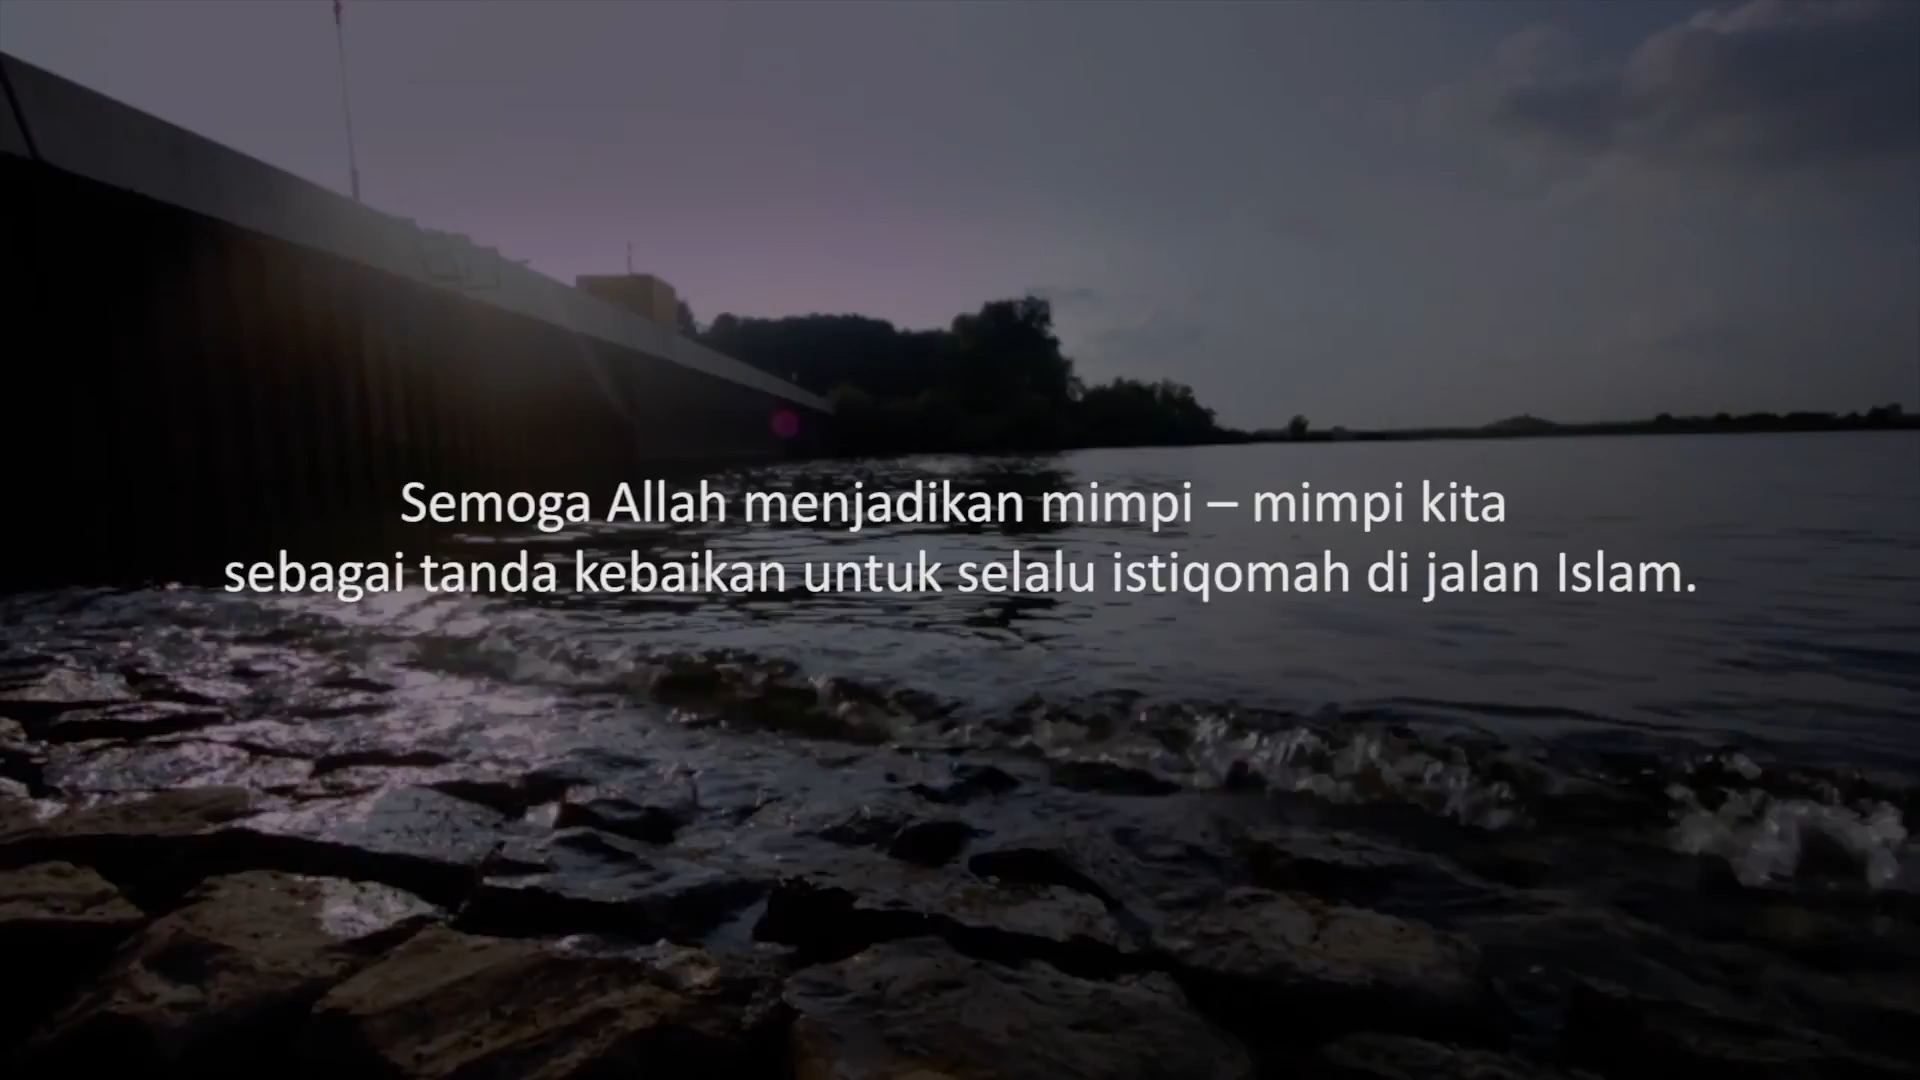 Semoga Allah menjadikan mimpi – mimpi kita
sebagai tanda kebaikan untuk selalu istiqomah di jalan Islam.